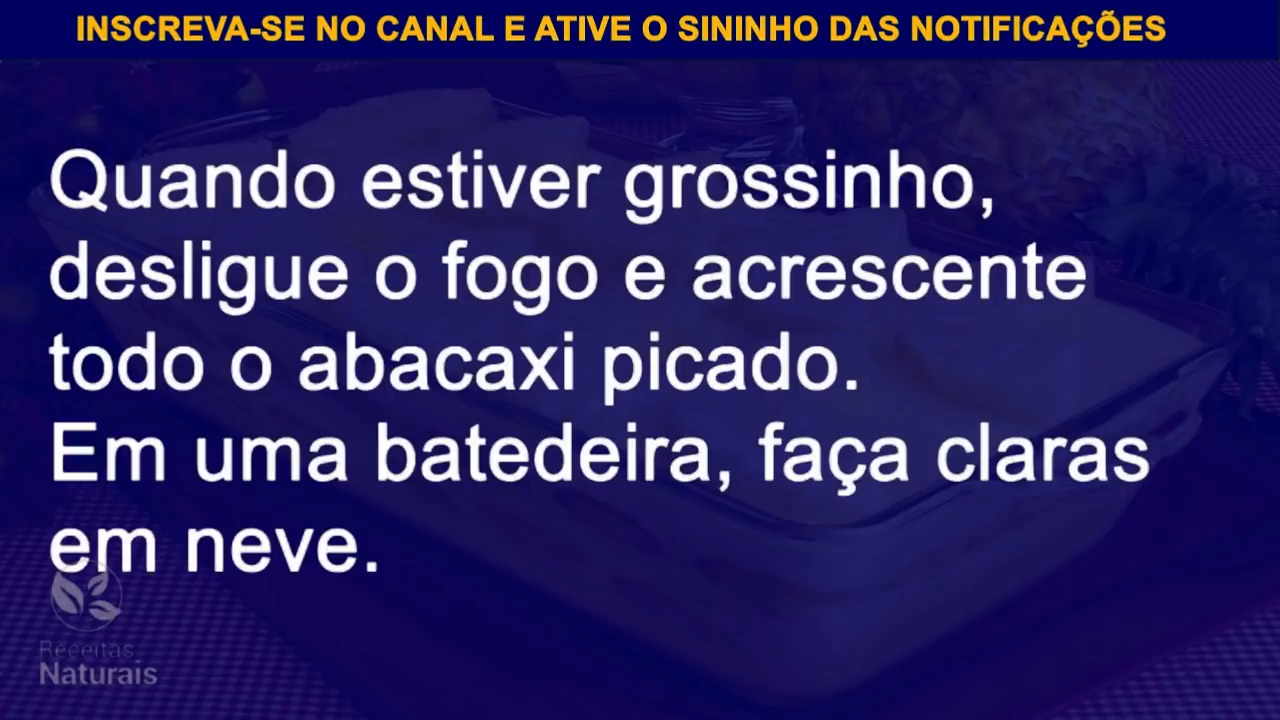 INSCREVA-SE NO CANAL E ATIVE O SININHO DAS NOTIFICAÇÕES
Quando estiver grossinho,
desligue o fogo e acrescente
todo o abacaxi picado.
Em uma batedeira, faça claras
em neve.
Receitas
Naturais